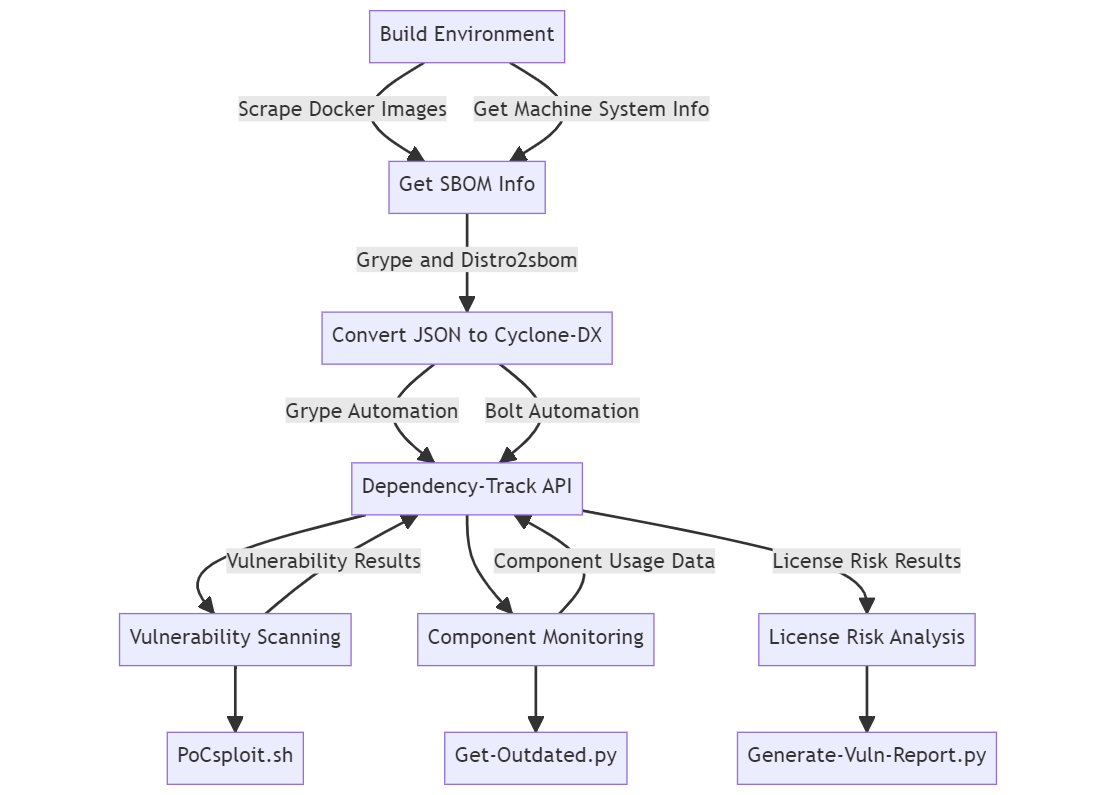 Build Environment
Scrape Docker Images
Get Machine System Info
Get SBOM Info
Grype and Distro2sbom
Convert JSON to Cyclone-DX
Grype Automation
Bolt Automation
Dependency-Track API
Vulnerability Results
Component Usage Data
License Risk Results
Vulnerability Scanning
Component Monitoring
License Risk Analysis
PoCsploit.sh
Get-Outdated.py
Generate-Vuln-Report.py